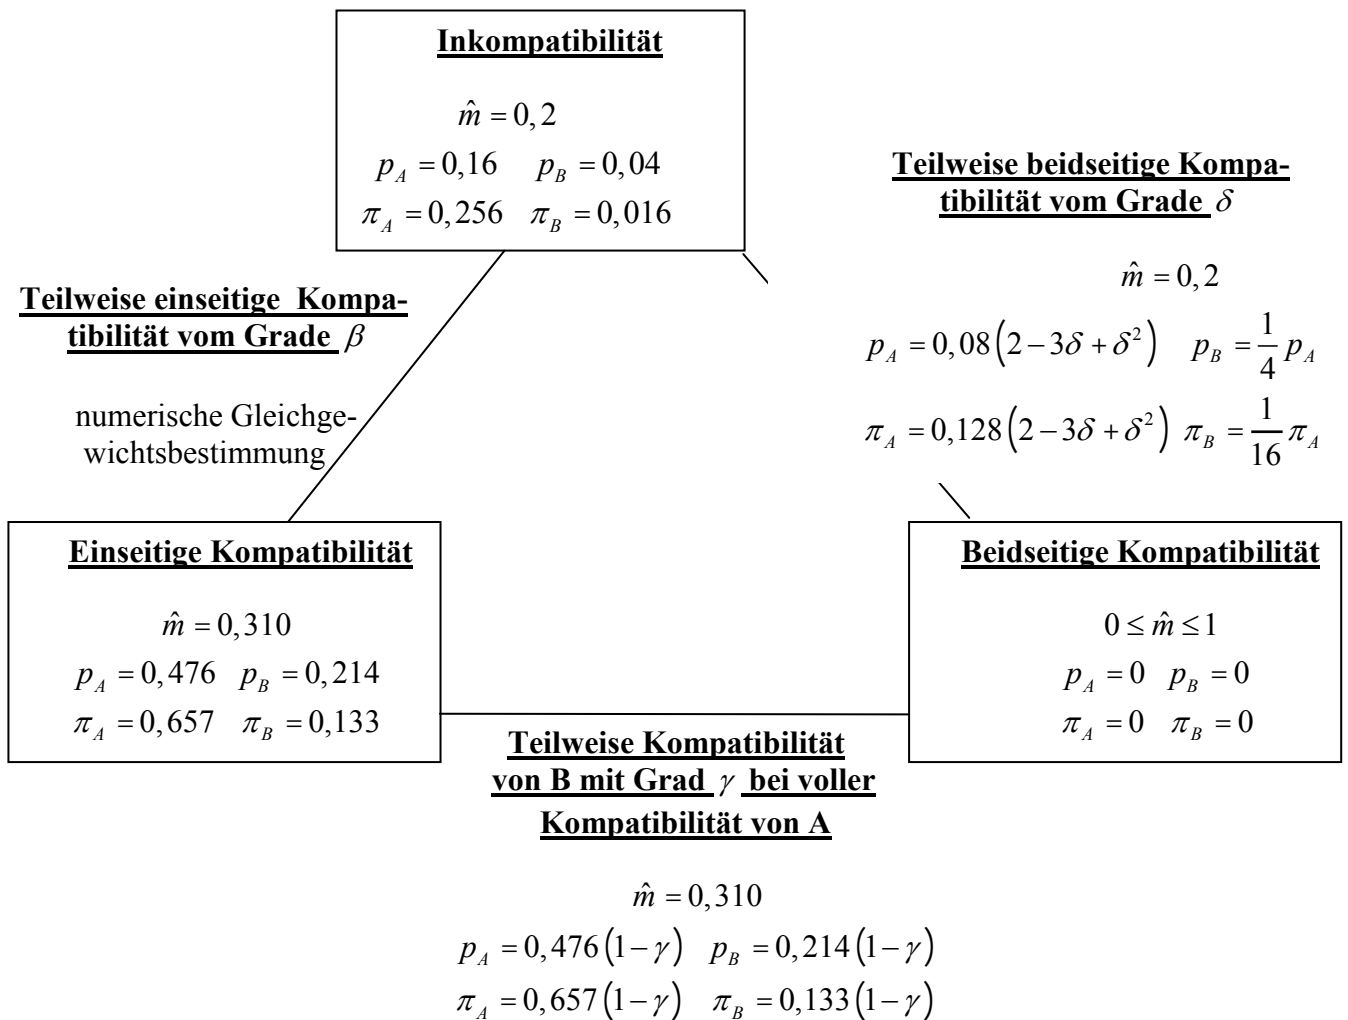 Inkompatibilität
m̂ = 0,2
p_A = 0,16 p_B = 0,04
π_A = 0,256 π_B = 0,016
Teilweise beidseitige Kompa-
tibilität vom Grade δ
m̂ = 0,2
p_A = 0,08(2−3δ+δ²) p_B = 1/4 p_A
π_A = 0,128(2−3δ+δ²) π_B = 1/16 π_A
Teilweise einseitige Kompa-
tibilität vom Grade β
numerische Gleichge-
wichtsbestimmung
Einseitige Kompatibilität
m̂ = 0,310
p_A = 0,476 p_B = 0,214
π_A = 0,657 π_B = 0,133
Beidseitige Kompatibilität
0 ≤ m̂ ≤ 1
p_A = 0 p_B = 0
π_A = 0 π_B = 0
Teilweise Kompatibilität
von B mit Grad γ bei voller
Kompatibilität von A
m̂ = 0,310
p_A = 0,476(1−γ) p_B = 0,214(1−γ)
π_A = 0,657(1−γ) π_B = 0,133(1−γ)